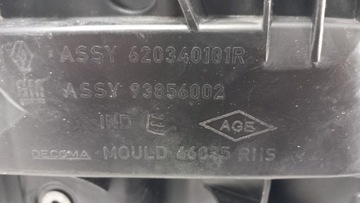 ASSY 620340101R
ASSY 93856002
IND E AGE
DECOMA MOULD 66035 RHS